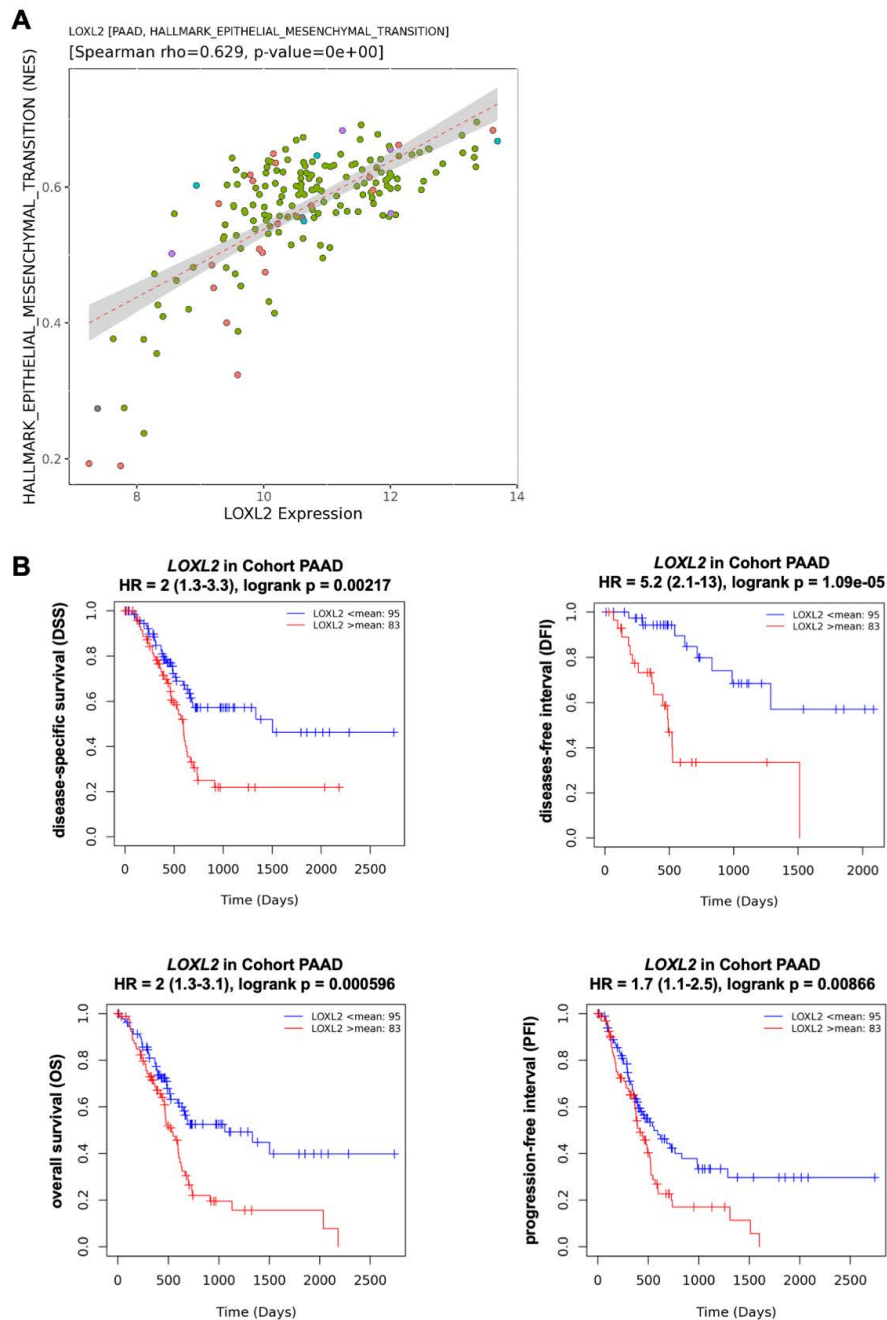 A
LOXL2 [PAAD, HALLMARK_EPITHELIAL_MESENCHYMAL_TRANSITION]
[Spearman rho=0.629, p-value=0e+00]
HALLMARK_EPITHELIAL_MESENCHYMAL_TRANSITION (NES)
0.6
0.4
0.2
8 10 12 14
LOXL2 Expression
B
LOXL2 in Cohort PAAD
HR = 2 (1.3-3.3), logrank p = 0.00217
LOXL2 <mean: 95
LOXL2 >mean: 83
disease-specific survival (DSS)
1.0
0.8
0.6
0.4
0.2
0.0
0 500 1000 1500 2000 2500
Time (Days)
LOXL2 in Cohort PAAD
HR = 5.2 (2.1-13), logrank p = 1.09e-05
LOXL2 <mean: 95
LOXL2 >mean: 83
diseases-free interval (DFI)
1.0
0.8
0.6
0.4
0.2
0.0
0 500 1000 1500 2000
Time (Days)
LOXL2 in Cohort PAAD
HR = 2 (1.3-3.1), logrank p = 0.000596
LOXL2 <mean: 95
LOXL2 >mean: 83
overall survival (OS)
1.0
0.8
0.6
0.4
0.2
0.0
0 500 1000 1500 2000 2500
Time (Days)
LOXL2 in Cohort PAAD
HR = 1.7 (1.1-2.5), logrank p = 0.00866
LOXL2 <mean: 95
LOXL2 >mean: 83
progression-free interval (PFI)
1.0
0.8
0.6
0.4
0.2
0.0
0 500 1000 1500 2000 2500
Time (Days)